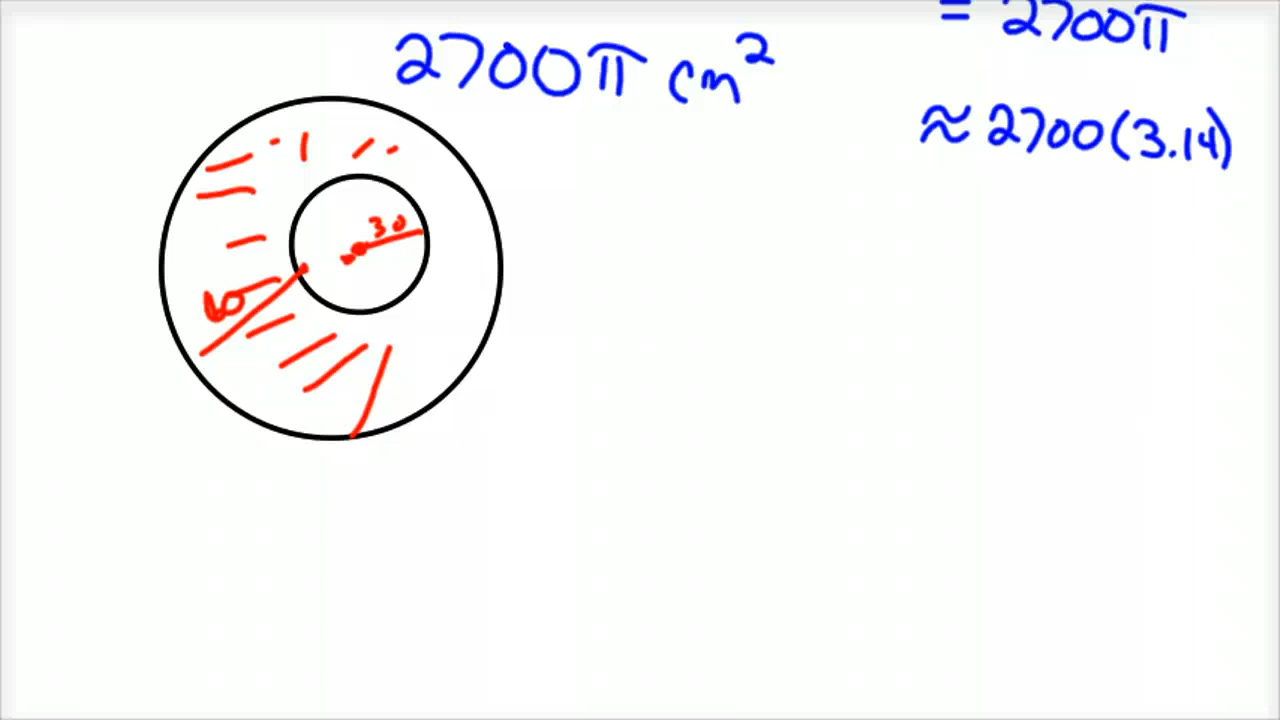 = 2700π
2700π cm²
≈ 2700(3.14)
30
60